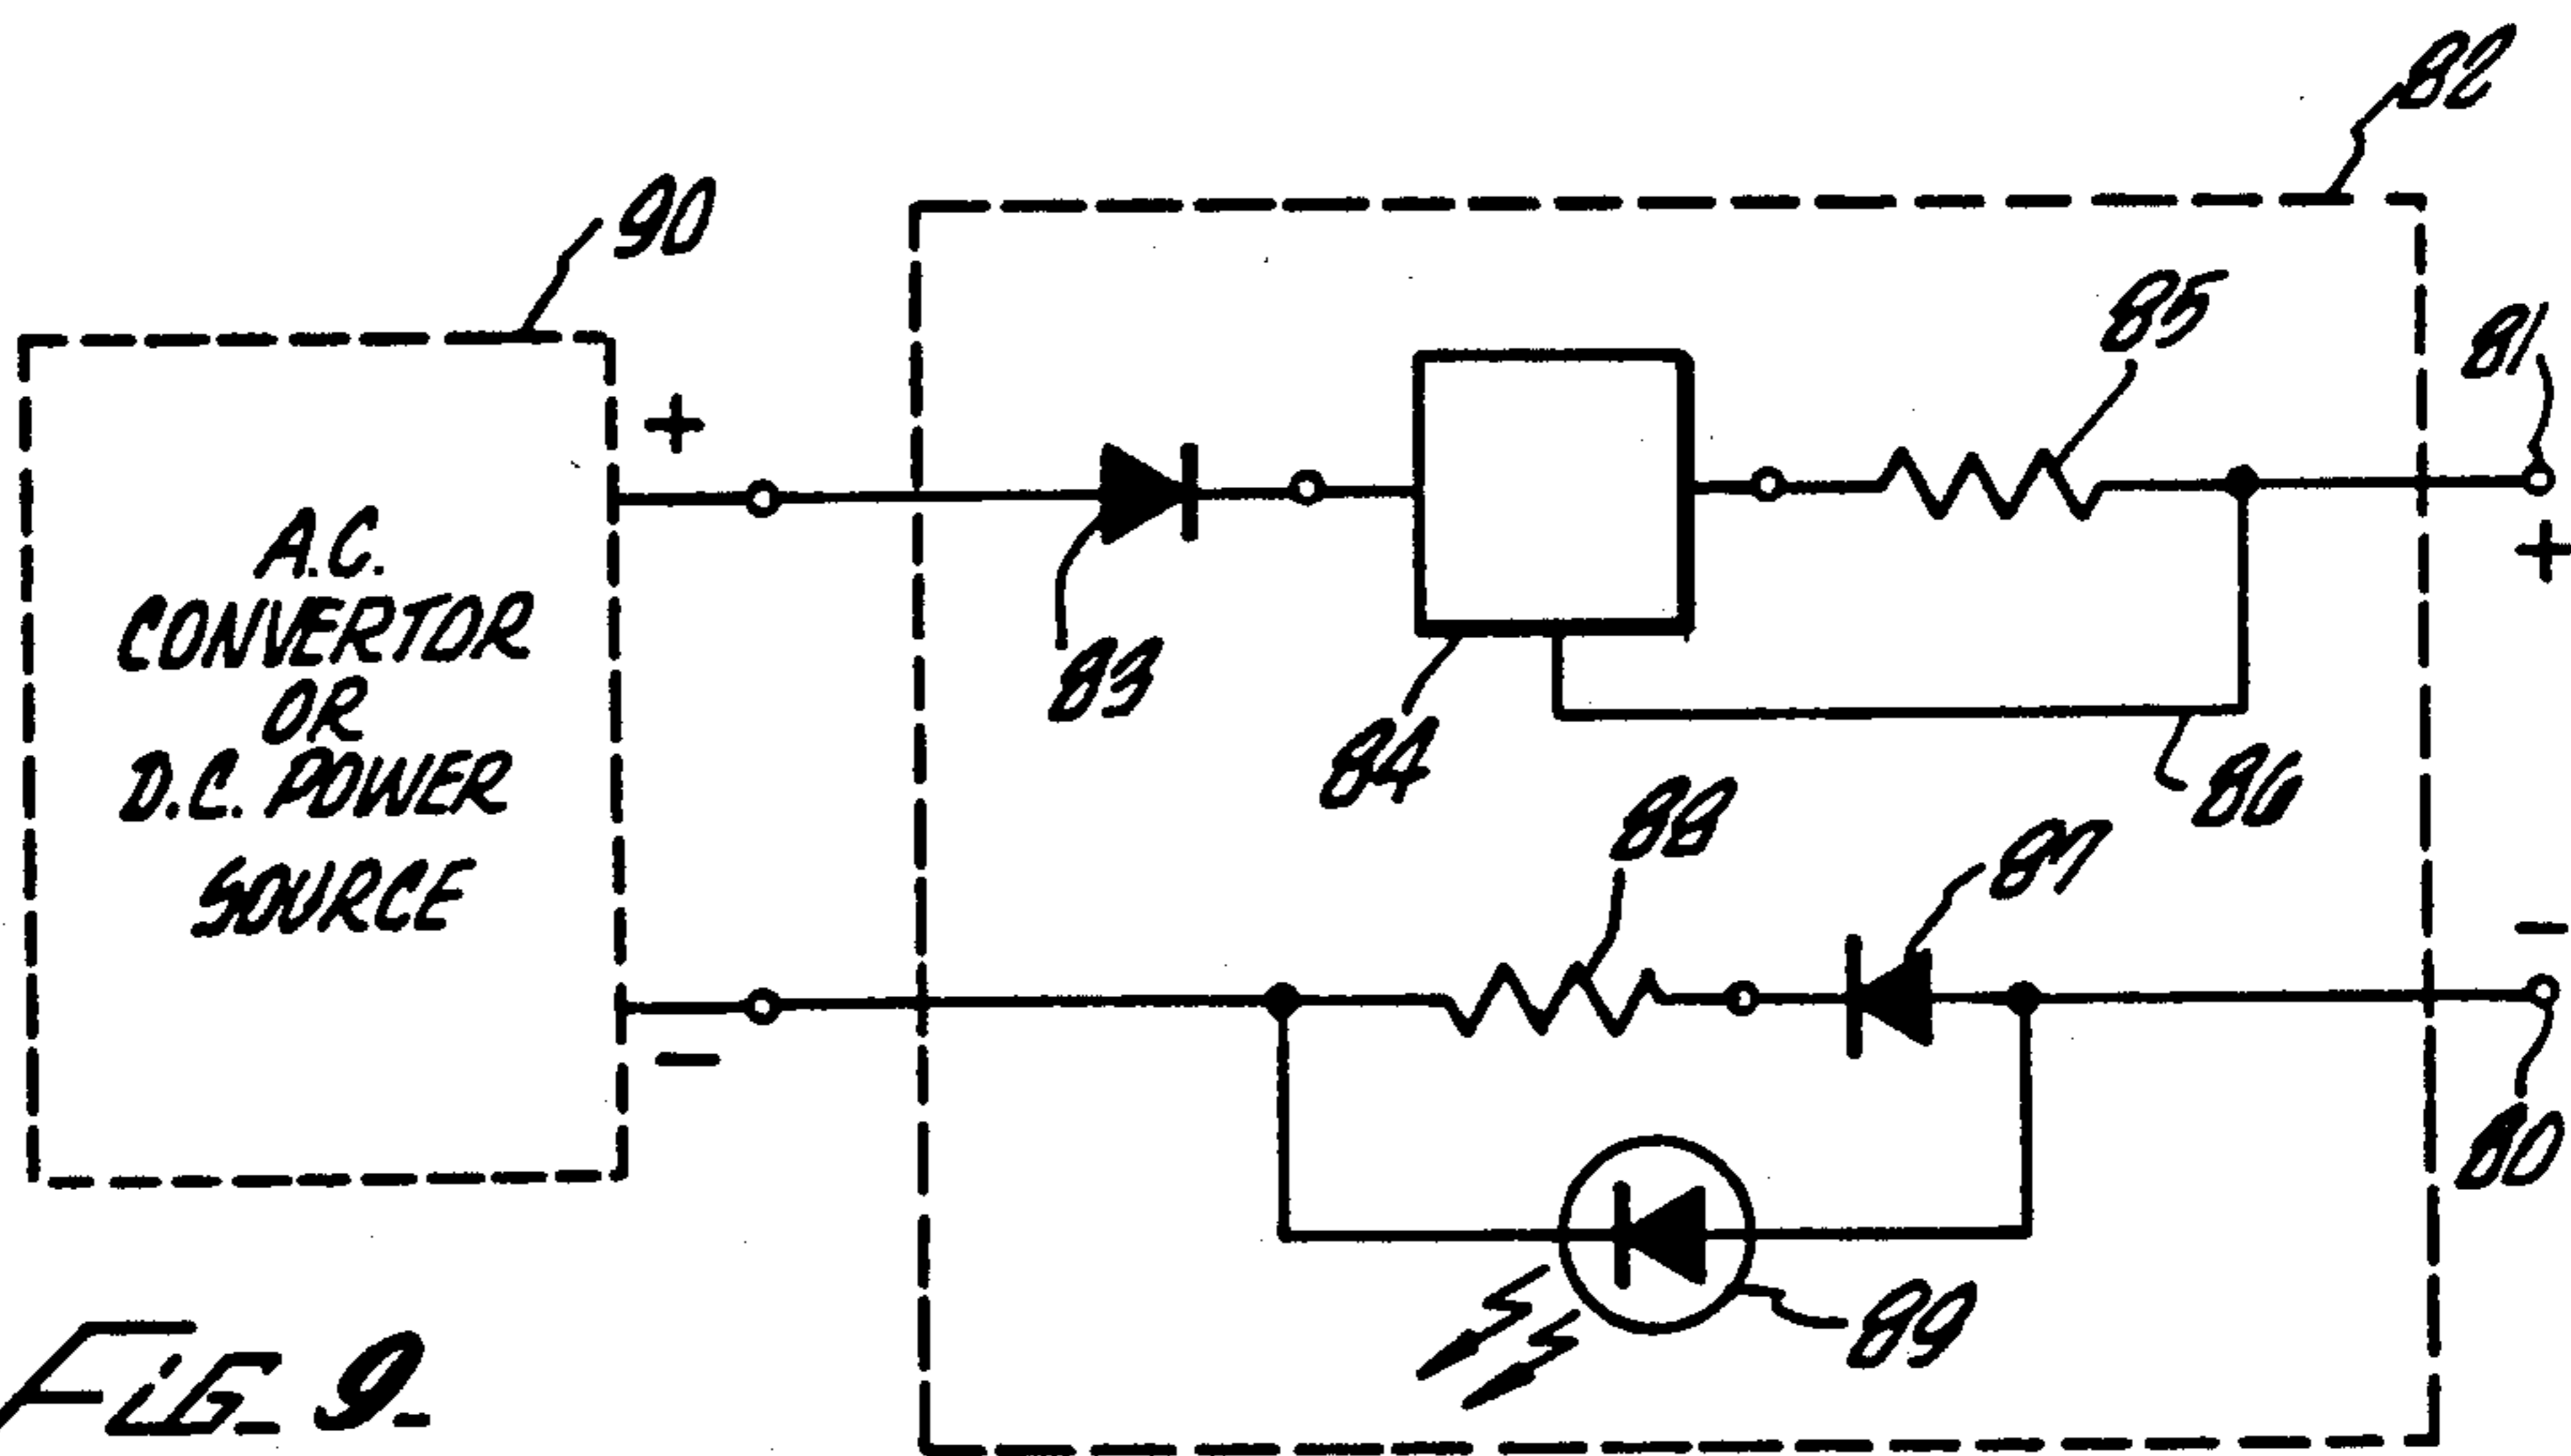 82
90
85
81
+
+
A.C.
CONVERTOR
OR
D.C. POWER
SOURCE
83
84
86
88
87
-
-
80
89
FIG. 9.